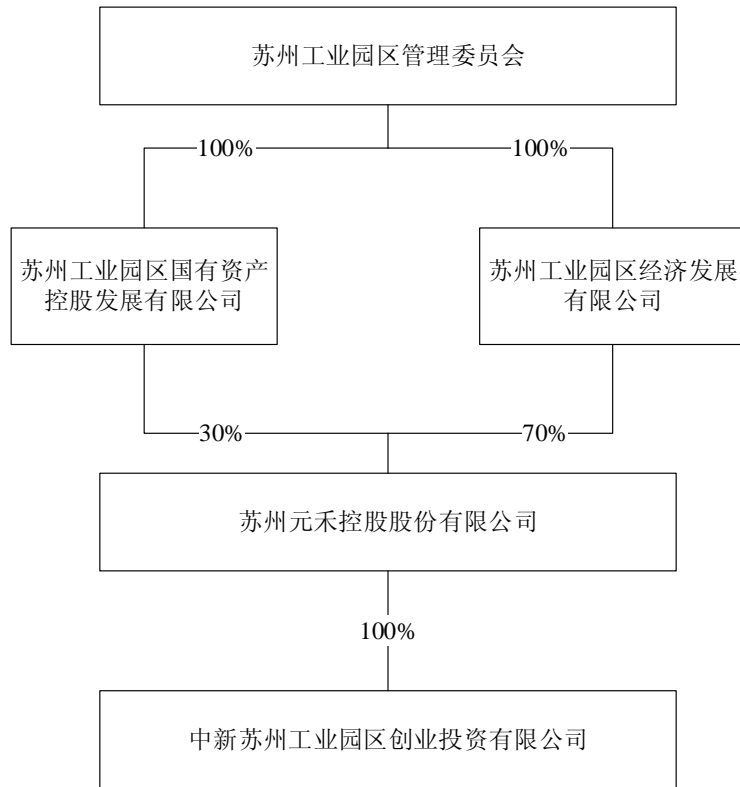 苏州工业园区管理委员会
100%
100%
苏州工业园区国有资产
控股发展有限公司
苏州工业园区经济发展
有限公司
30%
70%
苏州元禾控股股份有限公司
100%
中新苏州工业园区创业投资有限公司